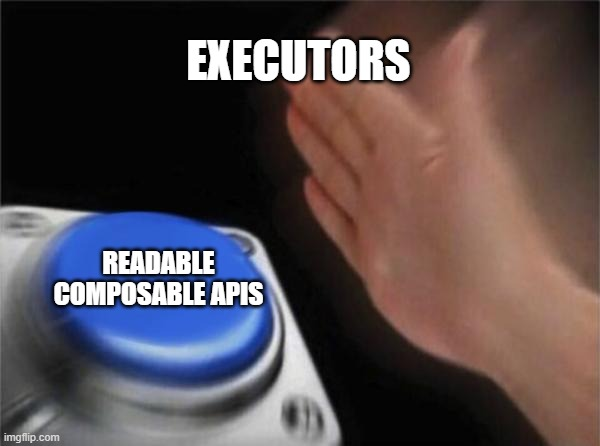 EXECUTORS
READABLE
COMPOSABLE APIS
imgflip.com